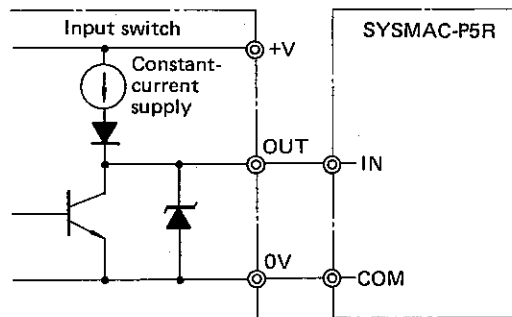 Input switch
SYSMAC-P5R
+V
Constant-
current
supply
OUT
IN
0V
COM